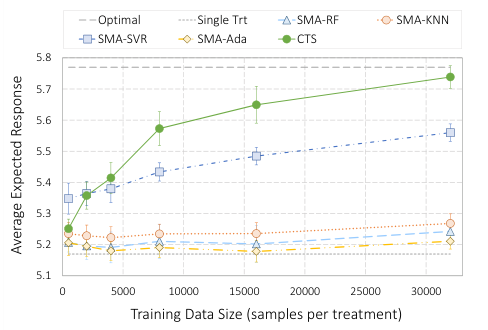 Optimal Single Trt SMA-RF SMA-KNN
SMA-SVR SMA-Ada CTS
Average Expected Response
5.8
5.7
5.6
5.5
5.4
5.3
5.2
5.1
0 5000 10000 15000 20000 25000 30000
Training Data Size (samples per treatment)